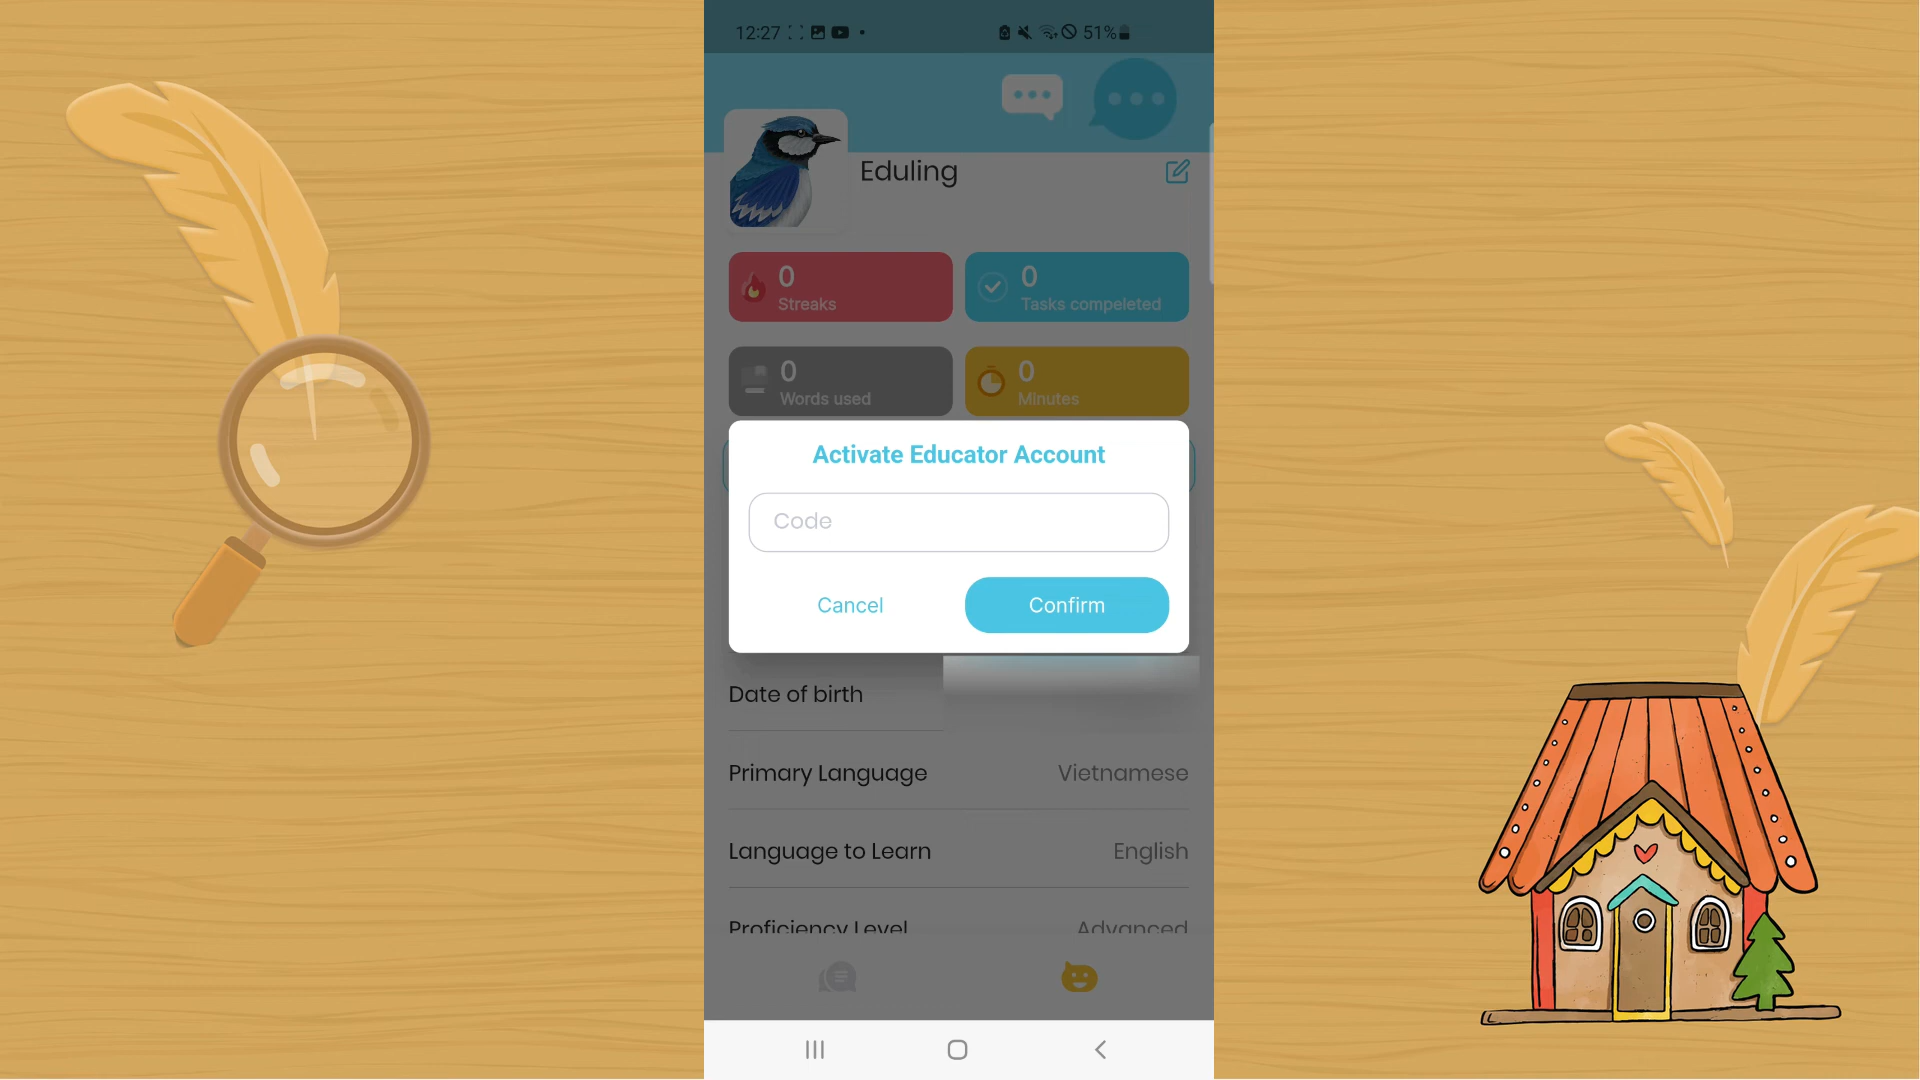 12:27 51%
Eduling
0 0
Streaks Tasks compeleted
0 0
Words used Minutes
Activate Educator Account
Code
Cancel Confirm
Date of birth
Primary Language Vietnamese
Language to Learn English
Proficiency Level Advanced